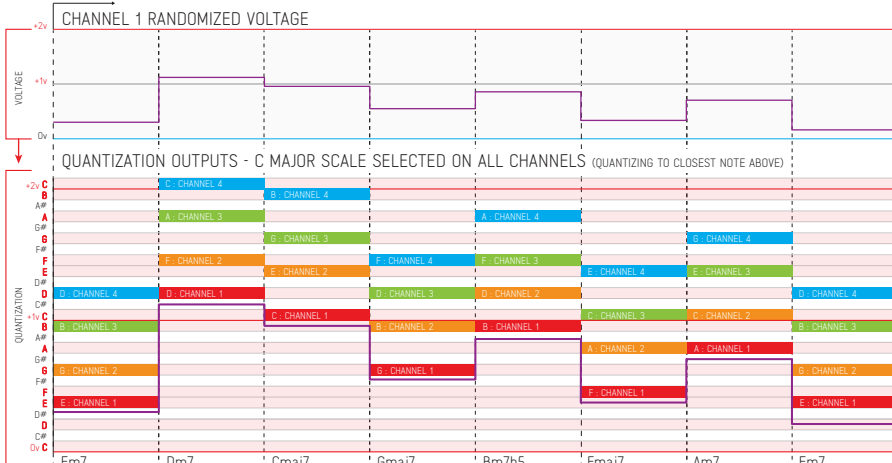 CHANNEL 1 RANDOMIZED VOLTAGE
+2v
+1v
0v
VOLTAGE
QUANTIZATION OUTPUTS - C MAJOR SCALE SELECTED ON ALL CHANNELS (QUANTIZING TO CLOSEST NOTE ABOVE)
QUANTIZATION
+2v C C : CHANNEL 4
B B : CHANNEL 4
A#
A A : CHANNEL 3 A : CHANNEL 4
G#
G G : CHANNEL 3 G : CHANNEL 4
F#
F F : CHANNEL 2 F : CHANNEL 4 F : CHANNEL 3
E E : CHANNEL 2 E : CHANNEL 4 E : CHANNEL 3
D#
D D : CHANNEL 4 D : CHANNEL 1 D : CHANNEL 3 D : CHANNEL 2 D : CHANNEL 4
C#
+1v C C : CHANNEL 1 C : CHANNEL 3 C : CHANNEL 2
B B : CHANNEL 3 B : CHANNEL 2 B : CHANNEL 1 B : CHANNEL 3
A#
A A : CHANNEL 2 A : CHANNEL 1
G#
G G : CHANNEL 2 G : CHANNEL 1 G : CHANNEL 2
F#
F F : CHANNEL 1
E E : CHANNEL 1 E : CHANNEL 1
D#
D
C#
0v C
Em7 Dm7 Cmaj7 Gmaj7 Bm7b5 Fmaj7 Am7 Em7